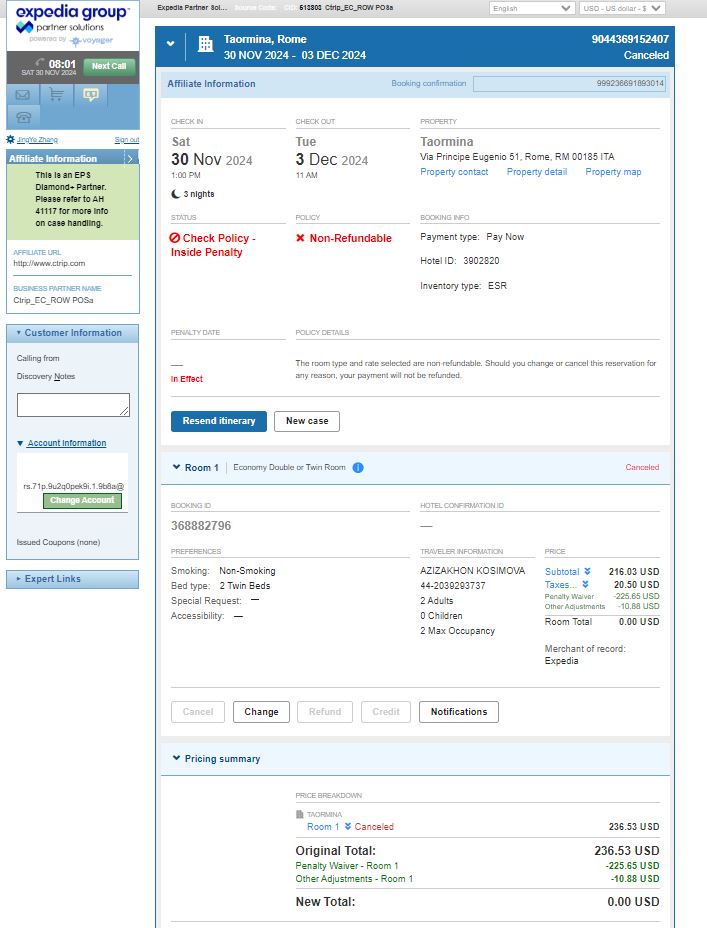 expedia group™
partner solutions
powered by voyager
Expedia Partner Sol... Source Code: CID: 513803 Ctrip_EC_ROW POSa
English
USD - US dollar - $
08:01
SAT 30 NOV 2024
Next Call
JingYe Zhang
Sign out
Affiliate Information
This is an EPS
Diamond+ Partner.
Please refer to AH
41117 for more info
on case handling.
AFFILIATE URL
http://www.ctrip.com
BUSINESS PARTNER NAME
Ctrip_EC_ROW POSa
Customer Information
Calling from
Discovery Notes
Account Information
rs.71p.9u2q0pek9i.1.9b8a@
Change Account
Issued Coupons (none)
Expert Links
Taormina, Rome
30 NOV 2024 - 03 DEC 2024
9044369152407
Canceled
Affiliate Information
Booking confirmation
999236691893014
CHECK IN
Sat
30 Nov 2024
1:00 PM
3 nights
CHECK OUT
Tue
3 Dec 2024
11 AM
PROPERTY
Taormina
Via Principe Eugenio 51, Rome, RM 00185 ITA
Property contact Property detail Property map
STATUS
Check Policy -
Inside Penalty
POLICY
Non-Refundable
BOOKING INFO
Payment type: Pay Now
Hotel ID: 3902820
Inventory type: ESR
PENALTY DATE
—
In Effect
POLICY DETAILS
The room type and rate selected are non-refundable. Should you change or cancel this reservation for
any reason, your payment will not be refunded.
Resend itinerary
New case
Room 1 | Economy Double or Twin Room
Canceled
BOOKING ID
368882796
HOTEL CONFIRMATION ID
—
PREFERENCES
Smoking: Non-Smoking
Bed type: 2 Twin Beds
Special Request: —
Accessibility: —
TRAVELER INFORMATION
AZIZAKHON KOSIMOVA
44-2039293737
2 Adults
0 Children
2 Max Occupancy
PRICE
Subtotal 216.03 USD
Taxes... 20.50 USD
Penalty Waiver -225.65 USD
Other Adjustments -10.88 USD
Room Total 0.00 USD
Merchant of record:
Expedia
Cancel
Change
Refund
Credit
Notifications
Pricing summary
PRICE BREAKDOWN
TAORMINA
Room 1 Canceled 236.53 USD
Original Total: 236.53 USD
Penalty Waiver - Room 1 -225.65 USD
Other Adjustments - Room 1 -10.88 USD
New Total: 0.00 USD